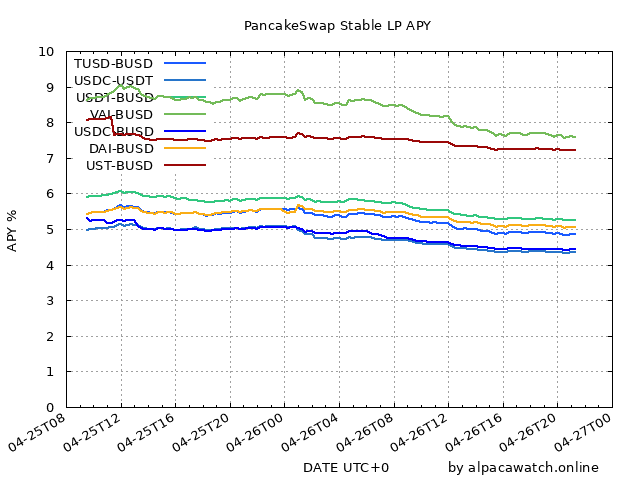 PancakeSwap Stable LP APY
10
9
8
7
6
5
4
3
2
1
0
APY %
TUSD-BUSD
USDC-USDT
USDT-BUSD
VAI-BUSD
USDC-BUSD
DAI-BUSD
UST-BUSD
04-25T08
04-25T12
04-25T16
04-25T20
04-26T00
04-26T04
04-26T08
04-26T12
04-26T16
04-26T20
04-27T00
DATE UTC+0
by alpacawatch.online